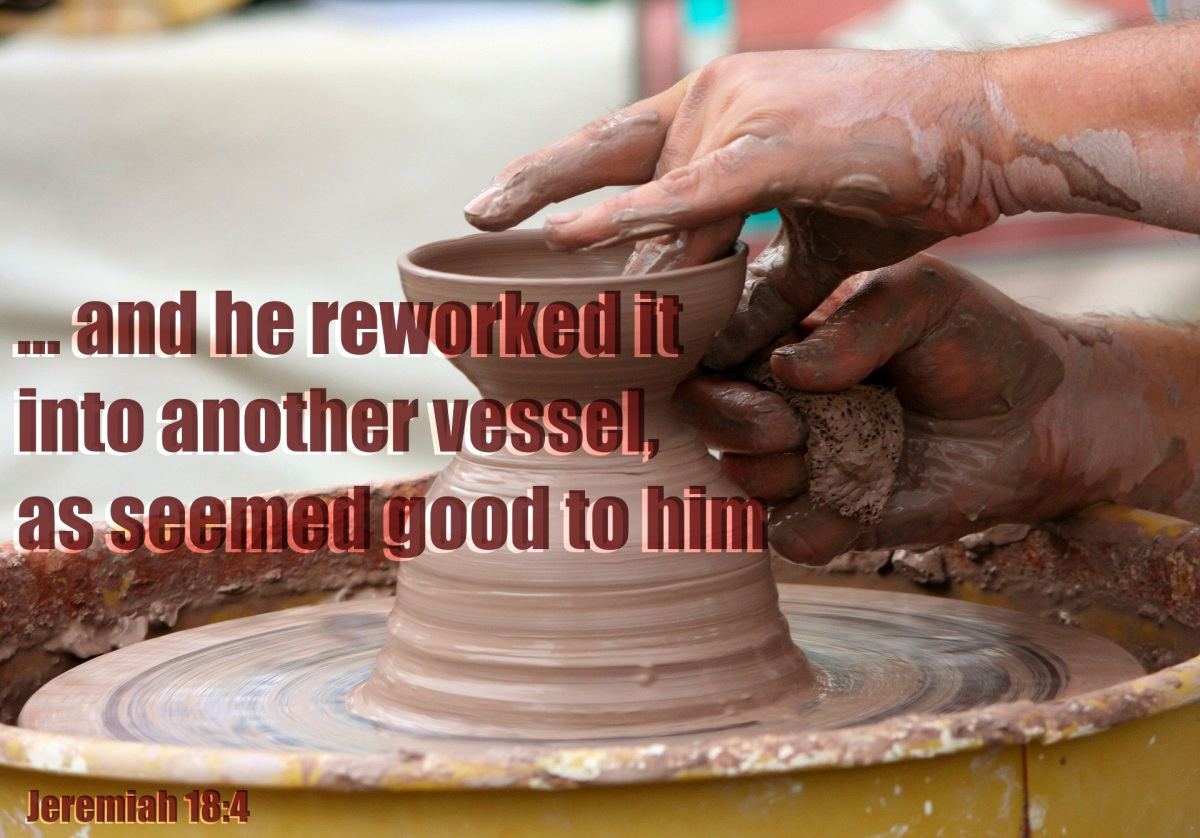 ... and he reworked it
into another vessel,
as seemed good to him
Jeremiah 18:4